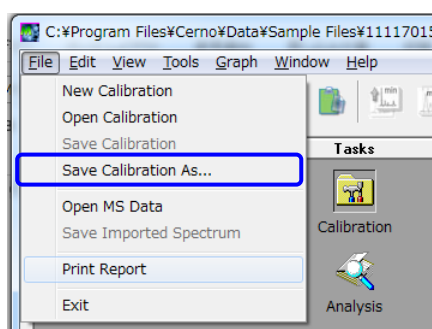 C:¥Program Files¥Cerno¥Data¥Sample Files¥11117015
File Edit View Tools Graph Window Help
New Calibration
Open Calibration
Save Calibration
Save Calibration As...
Open MS Data
Save Imported Spectrum
Print Report
Exit
min
Tasks
Calibration
Analysis